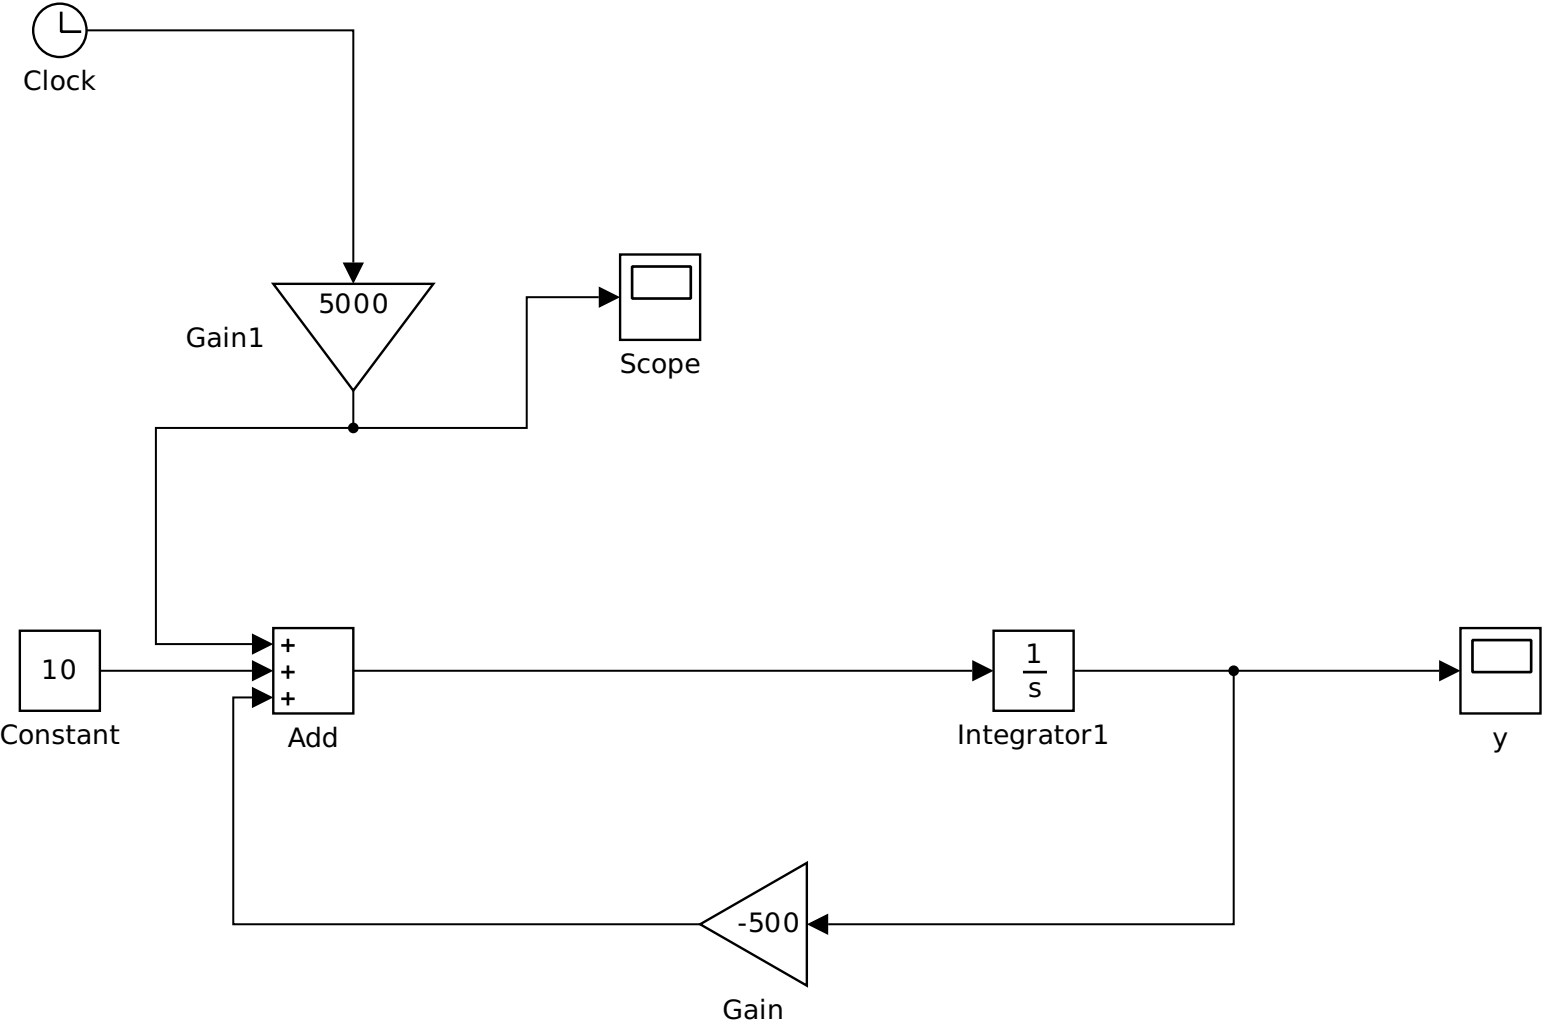 Clock
5000
Gain1
Scope
10
Constant
+
+
+
Add
1
s
Integrator1
y
-500
Gain